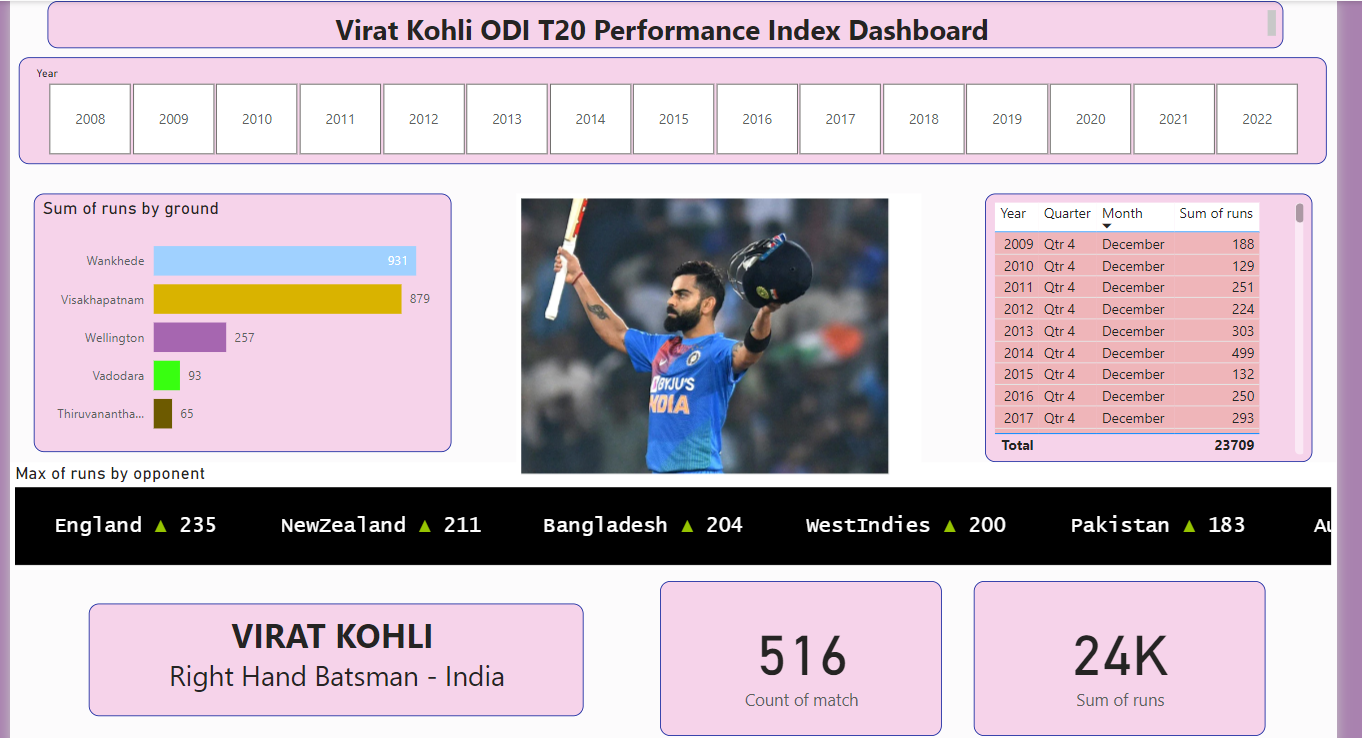 Virat Kohli ODI T20 Performance Index Dashboard
Year
2008 2009 2010 2011 2012 2013 2014 2015 2016 2017 2018 2019 2020 2021 2022
Sum of runs by ground
Wankhede 931
Visakhapatnam 879
Wellington 257
Vadodara 93
Thiruvanantha... 65
BYJU'S
INDIA
Year Quarter Month Sum of runs
2009 Qtr 4 December 188
2010 Qtr 4 December 129
2011 Qtr 4 December 251
2012 Qtr 4 December 224
2013 Qtr 4 December 303
2014 Qtr 4 December 499
2015 Qtr 4 December 132
2016 Qtr 4 December 250
2017 Qtr 4 December 293
Total 23709
Max of runs by opponent
England ▲ 235 NewZealand ▲ 211 Bangladesh ▲ 204 WestIndies ▲ 200 Pakistan ▲ 183
VIRAT KOHLI
Right Hand Batsman - India
516
Count of match
24K
Sum of runs